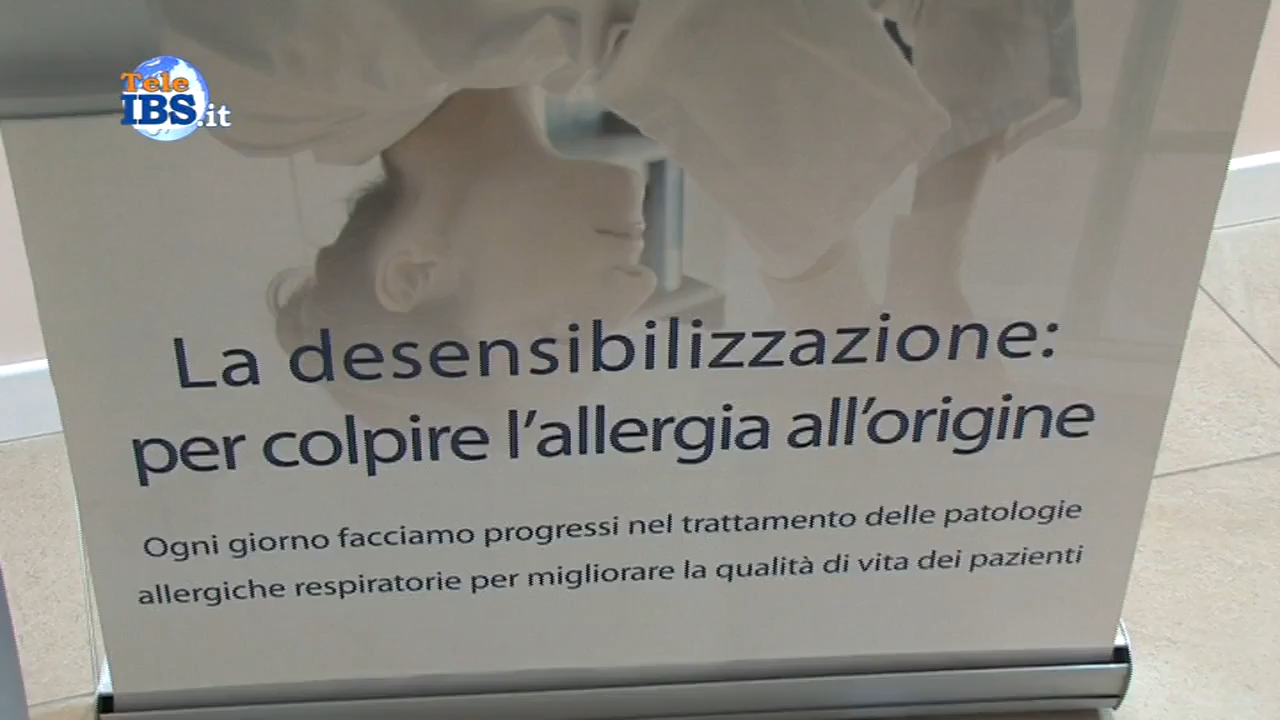 Tele
IBS.it
La desensibilizzazione:
per colpire l'allergia all'origine
Ogni giorno facciamo progressi nel trattamento delle patologie
allergiche respiratorie per migliorare la qualità di vita dei pazienti